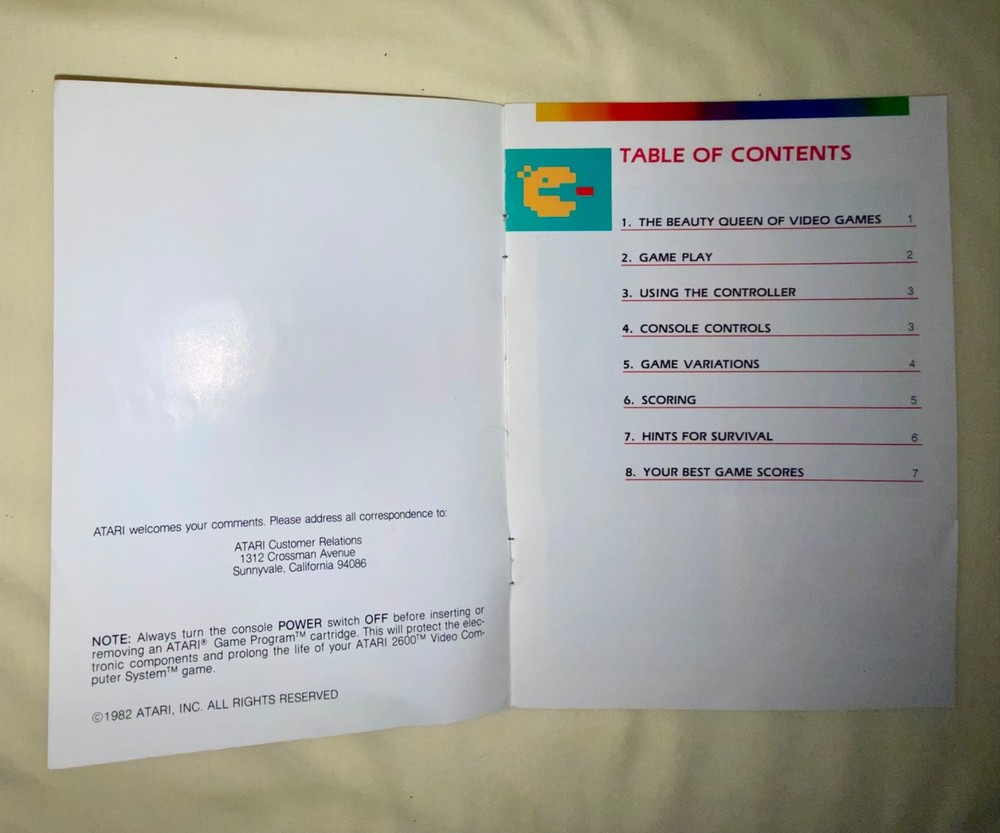 ATARI welcomes your comments. Please address all correspondence to:
ATARI Customer Relations
1312 Crossman Avenue
Sunnyvale, California 94086
NOTE: Always turn the console POWER switch OFF before inserting or
removing an ATARI® Game Program™ cartridge. This will protect the elec-
tronic components and prolong the life of your ATARI 2600™ Video Com-
puter System™ game.
©1982 ATARI, INC. ALL RIGHTS RESERVED
TABLE OF CONTENTS
1. THE BEAUTY QUEEN OF VIDEO GAMES 1
2. GAME PLAY 2
3. USING THE CONTROLLER 3
4. CONSOLE CONTROLS 3
5. GAME VARIATIONS 4
6. SCORING 5
7. HINTS FOR SURVIVAL 6
8. YOUR BEST GAME SCORES 7